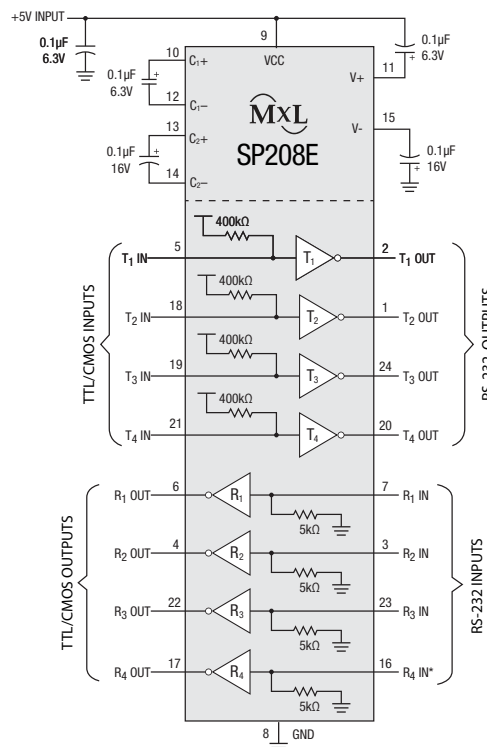 +5V INPUT
0.1µF
6.3V
9
VCC
0.1µF
6.3V
10
C1+
0.1µF
6.3V
12
C1–
V+
11
13
C2+
0.1µF
16V
14
C2–
V-
15
0.1µF
16V
MxL
SP208E
400kΩ
T1 IN
5
T1
2
T1 OUT
400kΩ
T2 IN
18
T2
1
T2 OUT
400kΩ
T3 IN
19
T3
24
T3 OUT
400kΩ
T4 IN
21
T4
20
T4 OUT
TTL/CMOS INPUTS
RS-232 OUTPUTS
R1 OUT
6
R1
7
R1 IN
5kΩ
R2 OUT
4
R2
3
R2 IN
5kΩ
R3 OUT
22
R3
23
R3 IN
5kΩ
R4 OUT
17
R4
16
R4 IN*
5kΩ
TTL/CMOS OUTPUTS
RS-232 INPUTS
8
GND